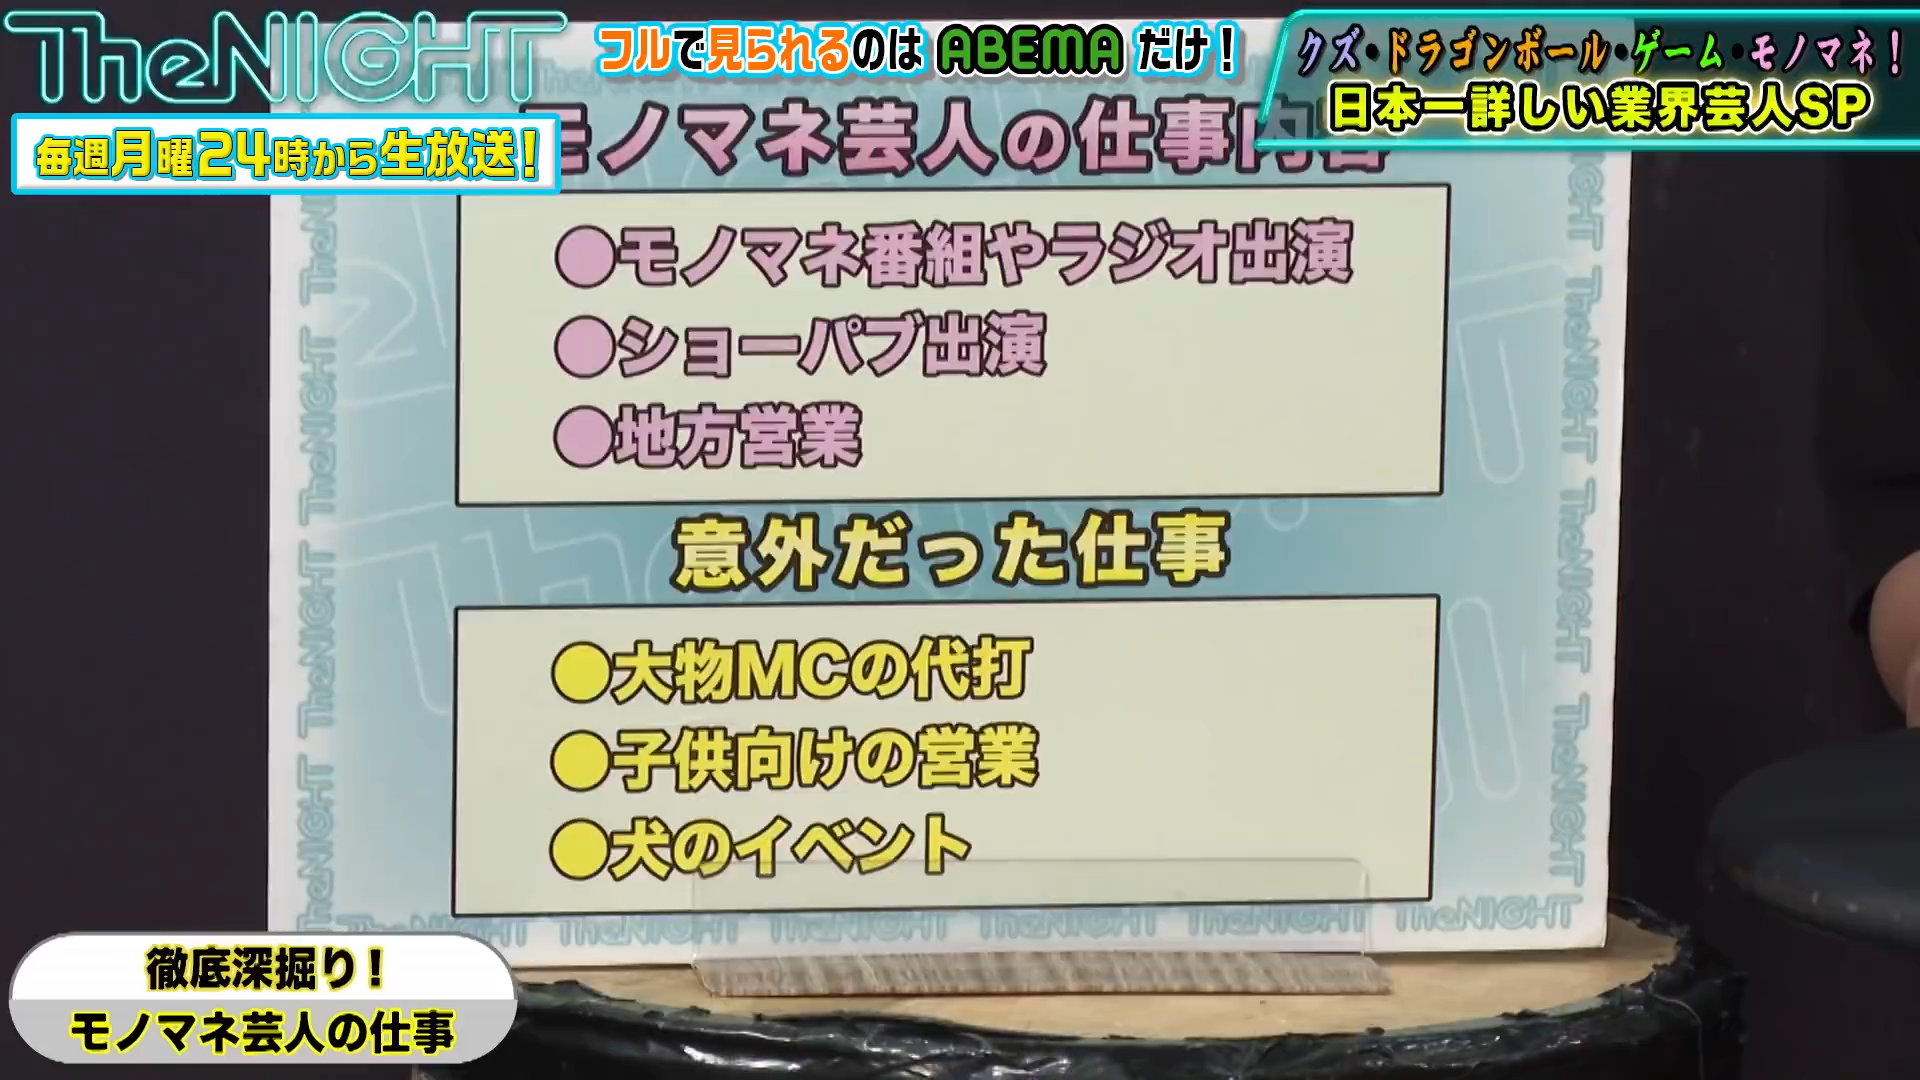 TheNIGHT
毎週月曜24時から生放送!
フルで見られるのは ABEMA だけ!
クズ・ドラゴンボール・ゲーム・モノマネ!
日本一詳しい業界芸人SP
モノマネ芸人の仕事内容
●モノマネ番組やラジオ出演
●ショーパブ出演
●地方営業
意外だった仕事
●大物MCの代打
●子供向けの営業
●犬のイベント
TheNIGHT TheNIGHT TheNIGHT TheNIGHT TheNIGHT
徹底深掘り!
モノマネ芸人の仕事